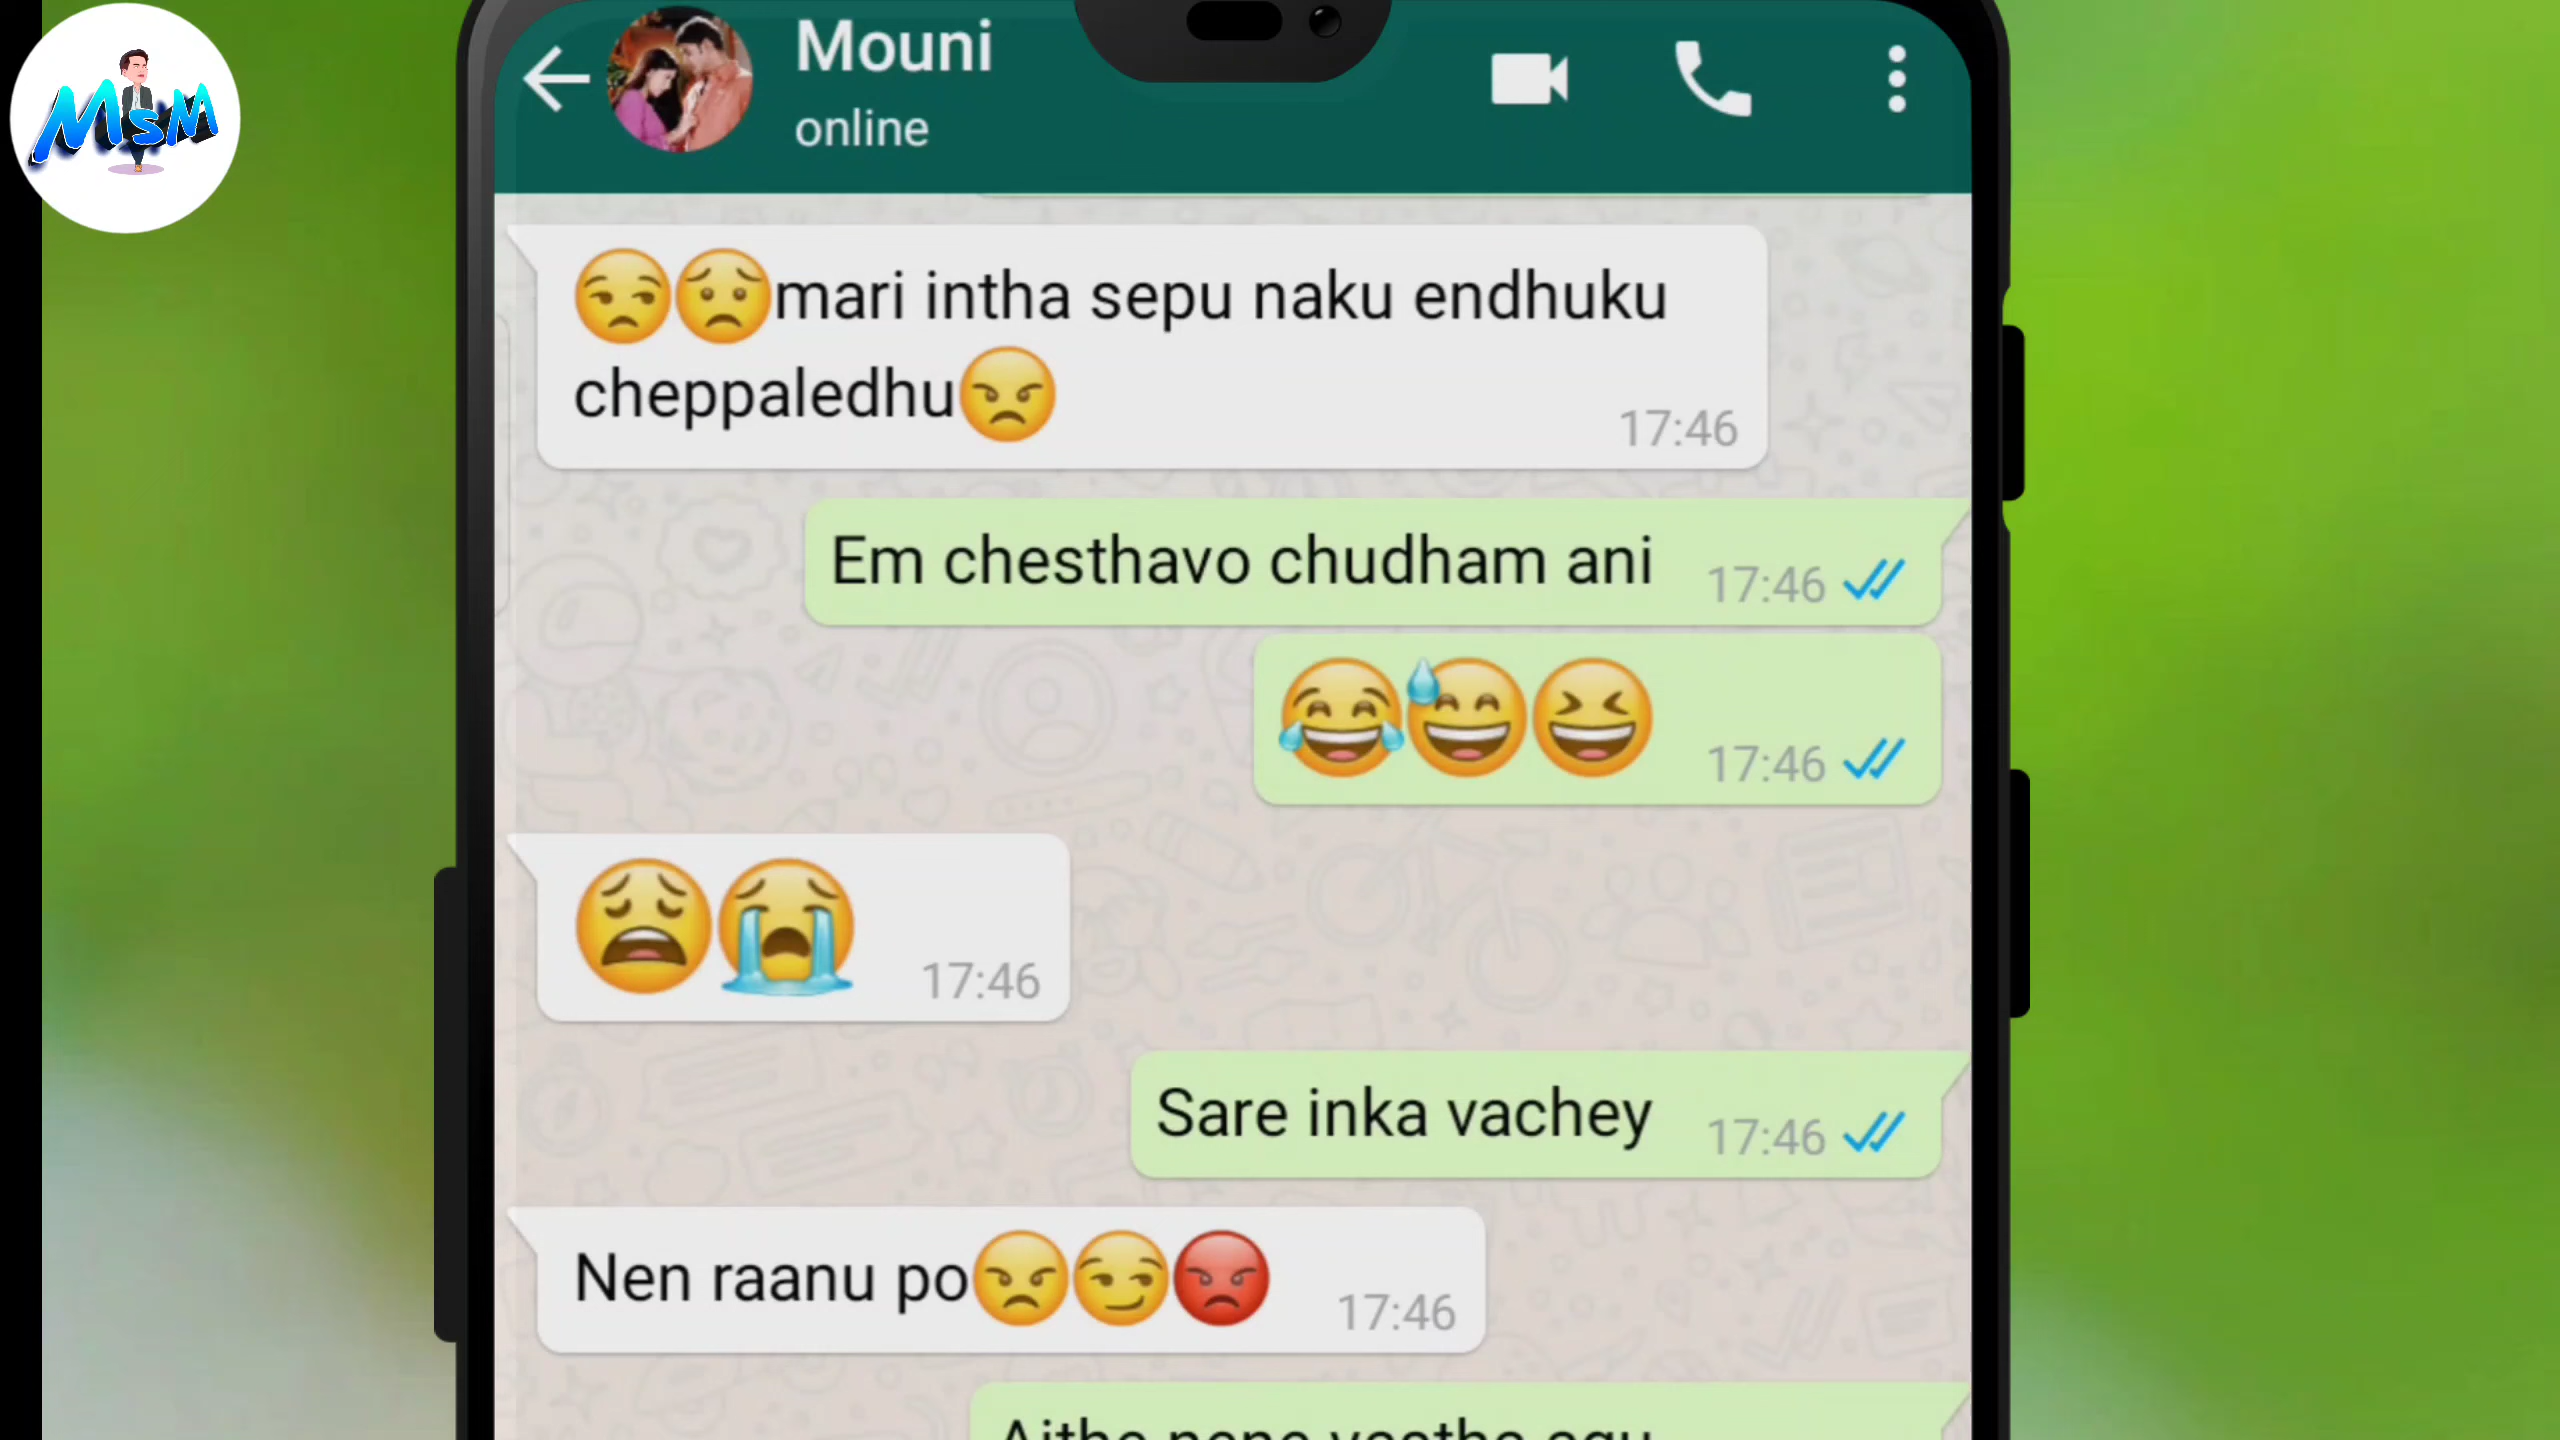 MsM
Mouni
online
😒😟mari intha sepu naku endhuku
cheppaledhu😠
17:46
Em chesthavo chudham ani 17:46
😂😅😆 17:46
😩😭 17:46
Sare inka vachey 17:46
Nen raanu po😠😏😡 17:46